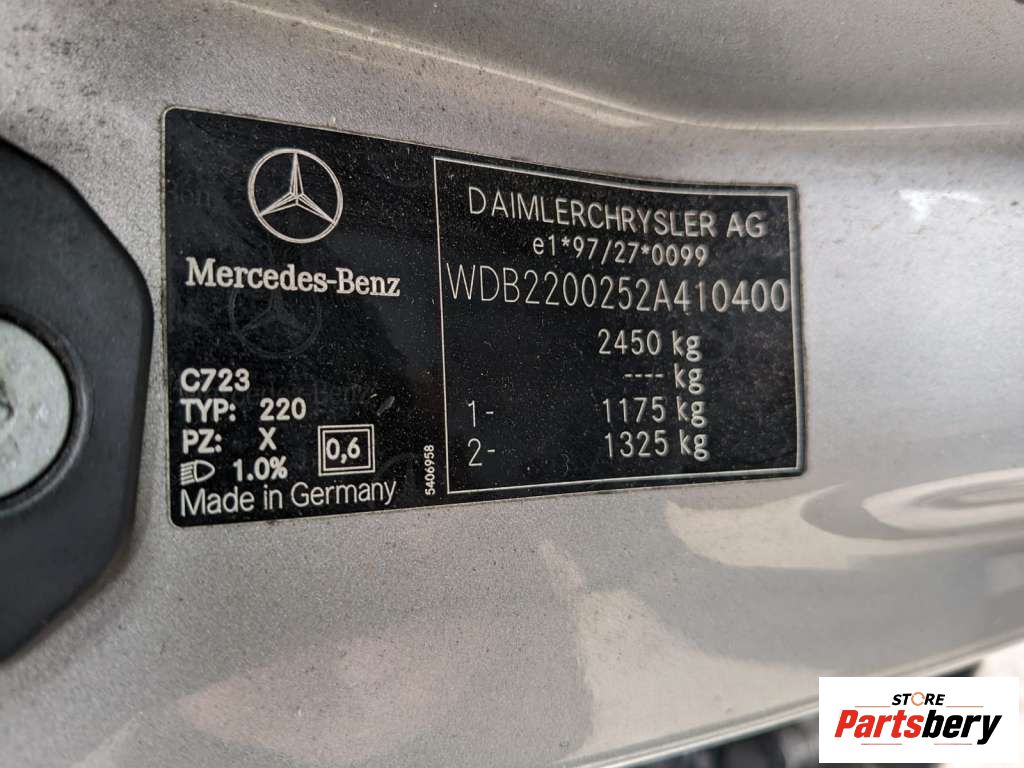 Mercedes-Benz
C723
TYP: 220
PZ: X
0,6
1.0%
Made in Germany
5406958
DAIMLERCHRYSLER AG
e1*97/27*0099
WDB2200252A410400
2450 kg
---- kg
1- 1175 kg
2- 1325 kg
STORE
Partsbery